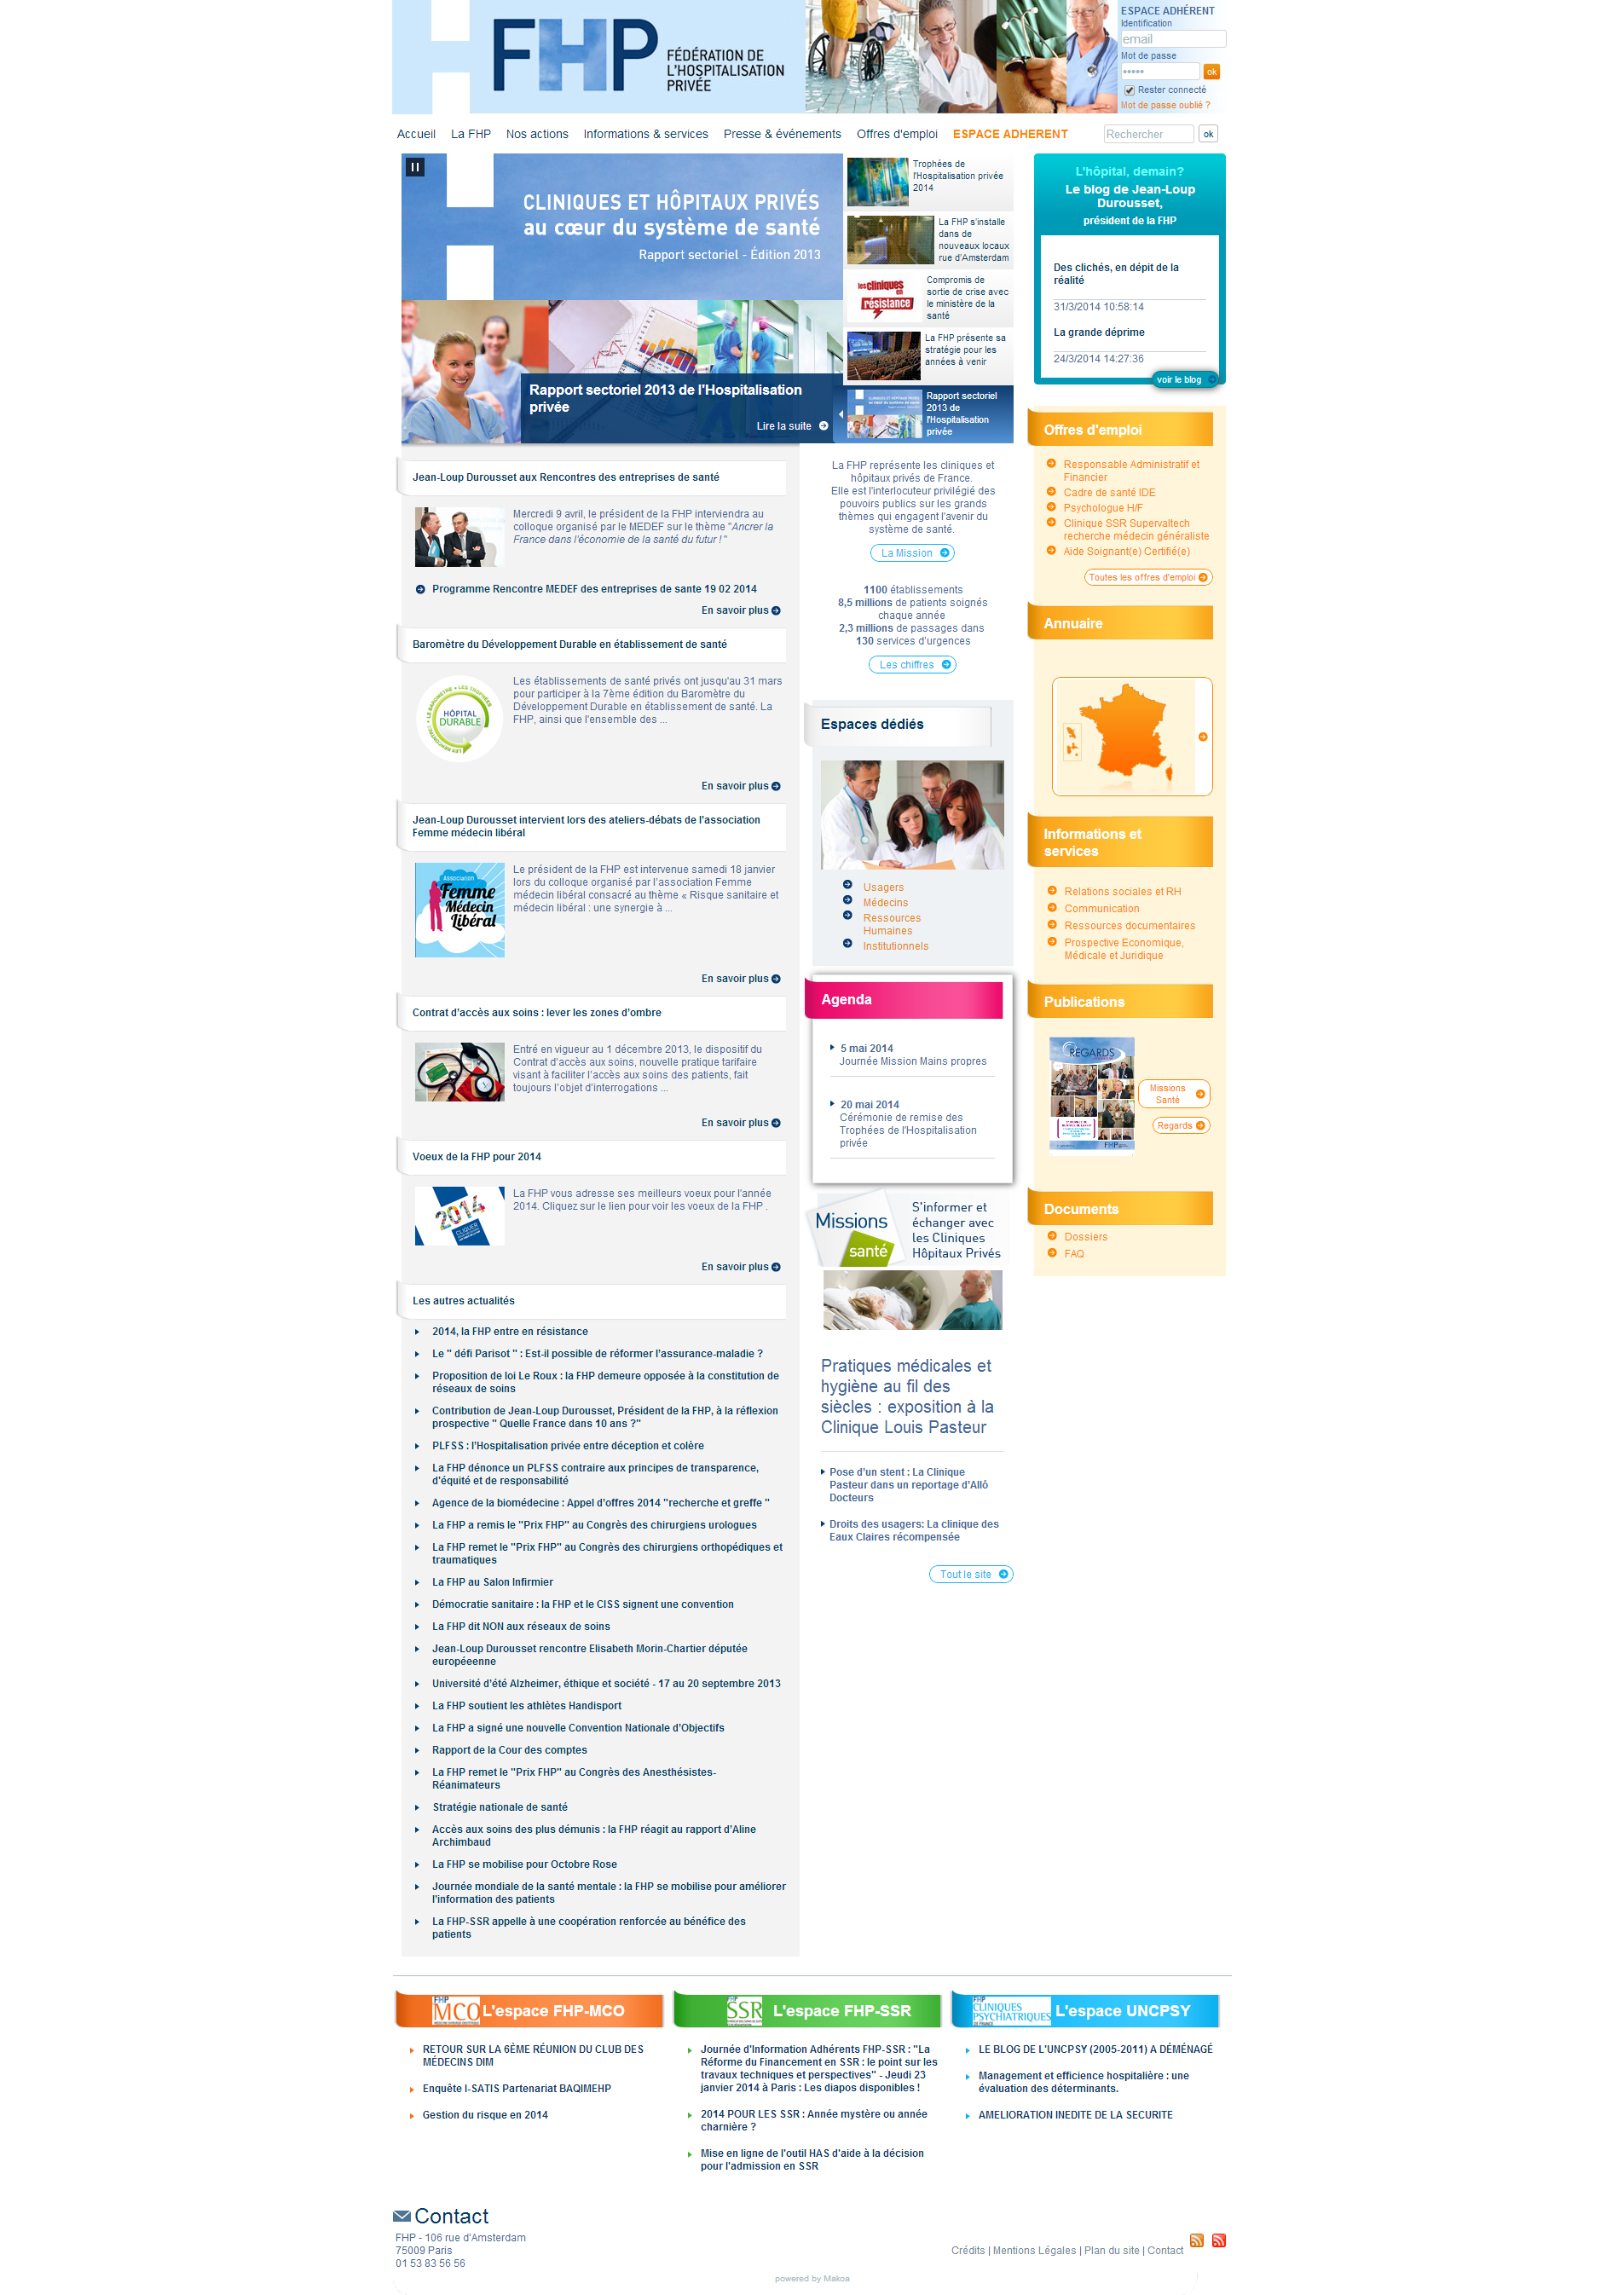 FHP
FÉDÉRATION DE
L'HOSPITALISATION
PRIVÉE
ESPACE ADHÉRENT
Identification
email
Mot de passe
•••••
ok
Rester connecté
Mot de passe oublié ?
Accueil La FHP Nos actions Informations & services Presse & événements Offres d'emploi ESPACE ADHERENT
Rechercher
ok
CLINIQUES ET HÔPITAUX PRIVÉS
au cœur du système de santé
Rapport sectoriel - Édition 2013
Rapport sectoriel 2013 de l'Hospitalisation
privée
Lire la suite
Trophées de
l'Hospitalisation privée
2014
La FHP s'installe
dans de
nouveaux locaux
rue d'Amsterdam
les cliniques
en
résistance
Compromis de
sortie de crise avec
le ministère de la
santé
La FHP présente sa
stratégie pour les
années à venir
Rapport sectoriel
2013 de
l'Hospitalisation
privée
L'hôpital, demain?
Le blog de Jean-Loup
Durousset,
président de la FHP
Des clichés, en dépit de la
réalité
31/3/2014 10:58:14
La grande déprime
24/3/2014 14:27:36
voir le blog
Jean-Loup Durousset aux Rencontres des entreprises de santé
Mercredi 9 avril, le président de la FHP interviendra au
colloque organisé par le MEDEF sur le thème "Ancrer la
France dans l'économie de la santé du futur ! "
Programme Rencontre MEDEF des entreprises de sante 19 02 2014
En savoir plus
Baromètre du Développement Durable en établissement de santé
LE BAROMÈTRE • LES TROPHÉES
LES RENCONTRES
HÔPITAL
DURABLE
Les établissements de santé privés ont jusqu'au 31 mars
pour participer à la 7ème édition du Baromètre du
Développement Durable en établissement de santé. La
FHP, ainsi que l'ensemble des ...
En savoir plus
Jean-Loup Durousset intervient lors des ateliers-débats de l'association
Femme médecin libéral
Association
Femme
Médecin
Libéral
Le président de la FHP est intervenue samedi 18 janvier
lors du colloque organisé par l'association Femme
médecin libéral consacré au thème « Risque sanitaire et
médecin libéral : une synergie à ...
En savoir plus
Contrat d'accès aux soins : lever les zones d'ombre
Entré en vigueur au 1 décembre 2013, le dispositif du
Contrat d'accès aux soins, nouvelle pratique tarifaire
visant à faciliter l'accès aux soins des patients, fait
toujours l'objet d'interrogations ...
En savoir plus
Voeux de la FHP pour 2014
2014
CLIQUER
La FHP vous adresse ses meilleurs voeux pour l'année
2014. Cliquez sur le lien pour voir les voeux de la FHP .
En savoir plus
Les autres actualités
2014, la FHP entre en résistance
Le " défi Parisot " : Est-il possible de réformer l'assurance-maladie ?
Proposition de loi Le Roux : la FHP demeure opposée à la constitution de
réseaux de soins
Contribution de Jean-Loup Durousset, Président de la FHP, à la réflexion
prospective " Quelle France dans 10 ans ?"
PLFSS : l'Hospitalisation privée entre déception et colère
La FHP dénonce un PLFSS contraire aux principes de transparence,
d'équité et de responsabilité
Agence de la biomédecine : Appel d'offres 2014 "recherche et greffe "
La FHP a remis le "Prix FHP" au Congrès des chirurgiens urologues
La FHP remet le "Prix FHP" au Congrès des chirurgiens orthopédiques et
traumatiques
La FHP au Salon Infirmier
Démocratie sanitaire : la FHP et le CISS signent une convention
La FHP dit NON aux réseaux de soins
Jean-Loup Durousset rencontre Elisabeth Morin-Chartier députée
européeenne
Université d'été Alzheimer, éthique et société - 17 au 20 septembre 2013
La FHP soutient les athlètes Handisport
La FHP a signé une nouvelle Convention Nationale d'Objectifs
Rapport de la Cour des comptes
La FHP remet le "Prix FHP" au Congrès des Anesthésistes-
Réanimateurs
Stratégie nationale de santé
Accès aux soins des plus démunis : la FHP réagit au rapport d'Aline
Archimbaud
La FHP se mobilise pour Octobre Rose
Journée mondiale de la santé mentale : la FHP se mobilise pour améliorer
l'information des patients
La FHP-SSR appelle à une coopération renforcée au bénéfice des
patients
La FHP représente les cliniques et
hôpitaux privés de France.
Elle est l'interlocuteur privilégié des
pouvoirs publics sur les grands
thèmes qui engagent l'avenir du
système de santé.
La Mission
1100 établissements
8,5 millions de patients soignés
chaque année
2,3 millions de passages dans
130 services d'urgences
Les chiffres
Espaces dédiés
Usagers
Médecins
Ressources
Humaines
Institutionnels
Agenda
5 mai 2014
Journée Mission Mains propres
20 mai 2014
Cérémonie de remise des
Trophées de l'Hospitalisation
privée
Missions
santé
S'informer et
échanger avec
les Cliniques
Hôpitaux Privés
Pratiques médicales et
hygiène au fil des
siècles : exposition à la
Clinique Louis Pasteur
Pose d'un stent : La Clinique
Pasteur dans un reportage d'Allô
Docteurs
Droits des usagers: La clinique des
Eaux Claires récompensée
Tout le site
Offres d'emploi
Responsable Administratif et
Financier
Cadre de santé IDE
Psychologue H/F
Clinique SSR Supervaltech
recherche médecin généraliste
Aide Soignant(e) Certifié(e)
Toutes les offres d'emploi
Annuaire
Informations et
services
Relations sociales et RH
Communication
Ressources documentaires
Prospective Economique,
Médicale et Juridique
Publications
REGARDS
FHP
Missions
Santé
Regards
Documents
Dossiers
FAQ
FHP
MCO
L'espace FHP-MCO
RETOUR SUR LA 6ÈME RÉUNION DU CLUB DES
MÉDECINS DIM
Enquête I-SATIS Partenariat BAQIMEHP
Gestion du risque en 2014
FHP
SSR
L'espace FHP-SSR
Journée d'Information Adhérents FHP-SSR : "La
Réforme du Financement en SSR : le point sur les
travaux techniques et perspectives" - Jeudi 23
janvier 2014 à Paris : Les diapos disponibles !
2014 POUR LES SSR : Année mystère ou année
charnière ?
Mise en ligne de l'outil HAS d'aide à la décision
pour l'admission en SSR
FHP
CLINIQUES
PSYCHIATRIQUES
DE FRANCE
L'espace UNCPSY
LE BLOG DE L'UNCPSY (2005-2011) A DÉMÉNAGÉ
Management et efficience hospitalière : une
évaluation des déterminants.
AMELIORATION INEDITE DE LA SECURITE
Contact
FHP - 106 rue d'Amsterdam
75009 Paris
01 53 83 56 56
Crédits | Mentions Légales | Plan du site | Contact
powered by Makoa